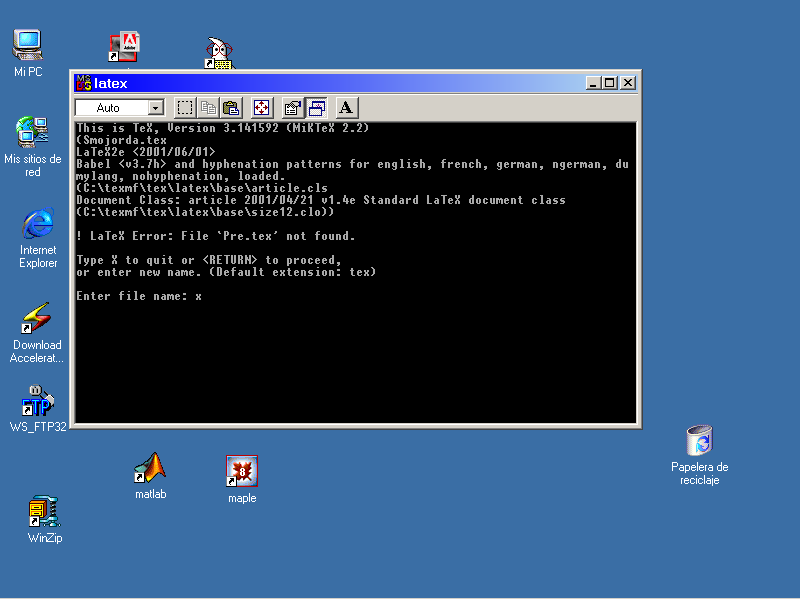 Mi PC
Adobe
Mis sitios de
red
Internet
Explorer
Download
Accelerat...
FTP
WS_FTP32
WinZip
latex
Auto
A
This is TeX, Version 3.141592 (MiKTeX 2.2)
(Smojorda.tex
LaTeX2e <2001/06/01>
Babel <v3.7h> and hyphenation patterns for english, french, german, ngerman, du
mylang, nohyphenation, loaded.
(C:\texmf\tex\latex\base\article.cls
Document Class: article 2001/04/21 v1.4e Standard LaTeX document class
(C:\texmf\tex\latex\base\size12.clo))
! LaTeX Error: File `Pre.tex' not found.
Type X to quit or <RETURN> to proceed,
or enter new name. (Default extension: tex)
Enter file name: x
matlab
8
maple
Papelera de
reciclaje